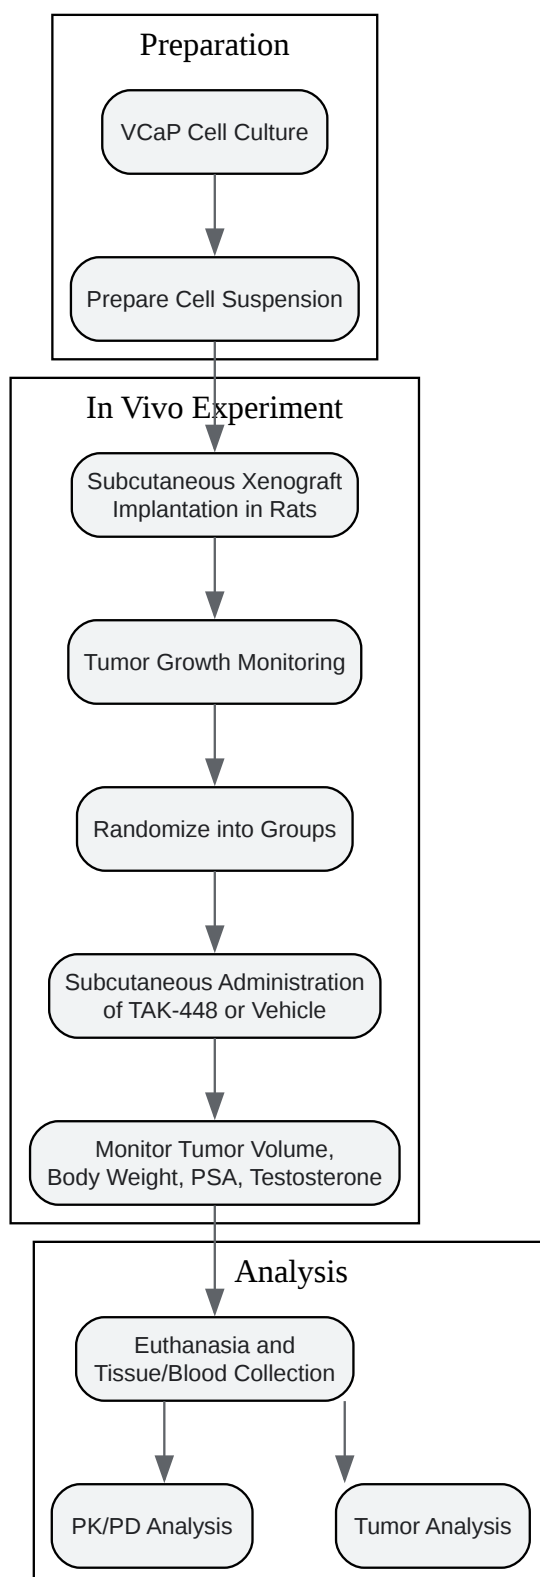 Preparation
VCaP Cell Culture
Prepare Cell Suspension
In Vivo Experiment
Subcutaneous Xenograft
Implantation in Rats
Tumor Growth Monitoring
Randomize into Groups
Subcutaneous Administration
of TAK-448 or Vehicle
Monitor Tumor Volume,
Body Weight, PSA, Testosterone
Analysis
Euthanasia and
Tissue/Blood Collection
PK/PD Analysis
Tumor Analysis